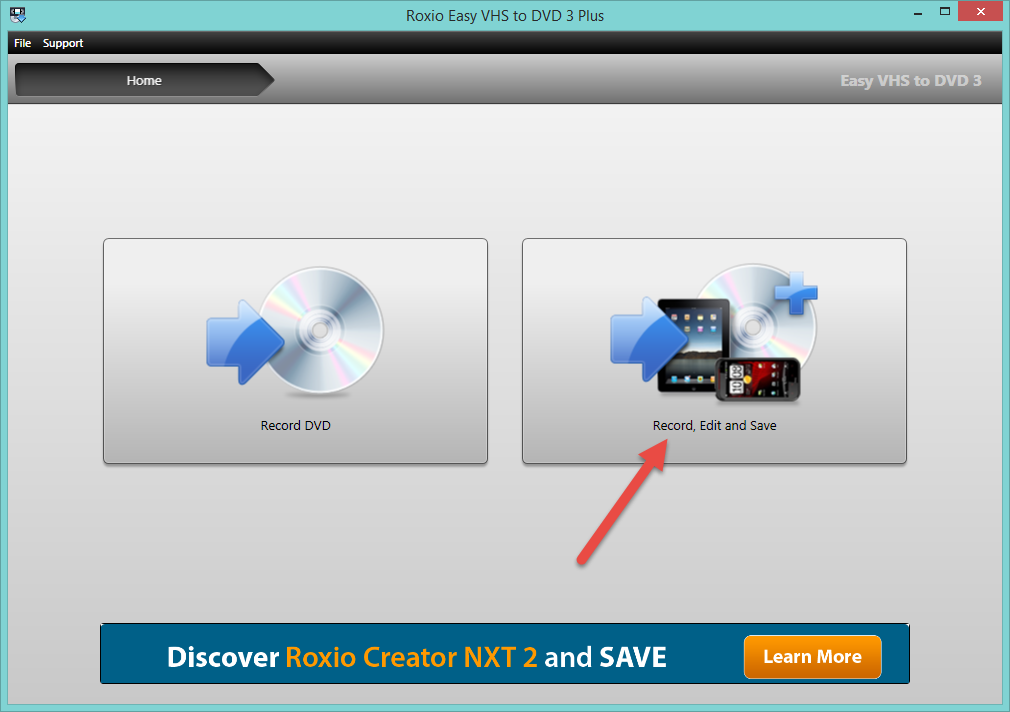 Roxio Easy VHS to DVD 3 Plus
File Support
Home
Easy VHS to DVD 3
Record DVD
Record, Edit and Save
Discover Roxio Creator NXT 2 and SAVE
Learn More